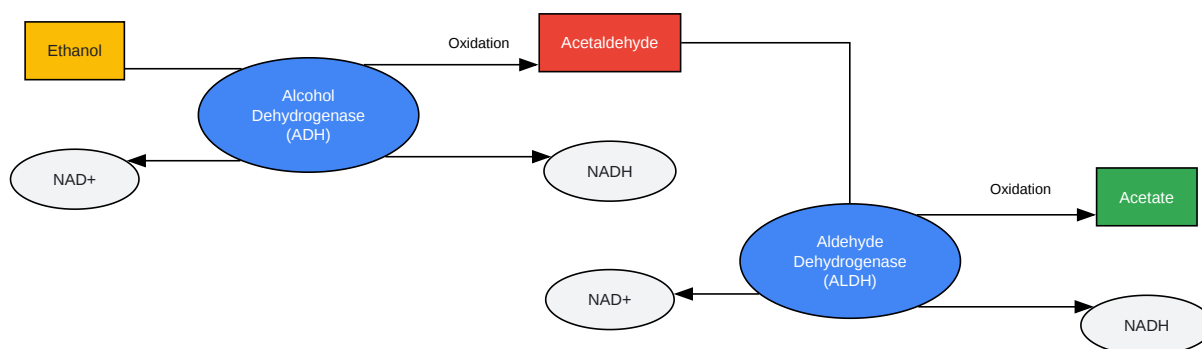 Ethanol
Oxidation
Acetaldehyde
Alcohol
Dehydrogenase
(ADH)
NAD+
NADH
Oxidation
Acetate
Aldehyde
Dehydrogenase
(ALDH)
NAD+
NADH